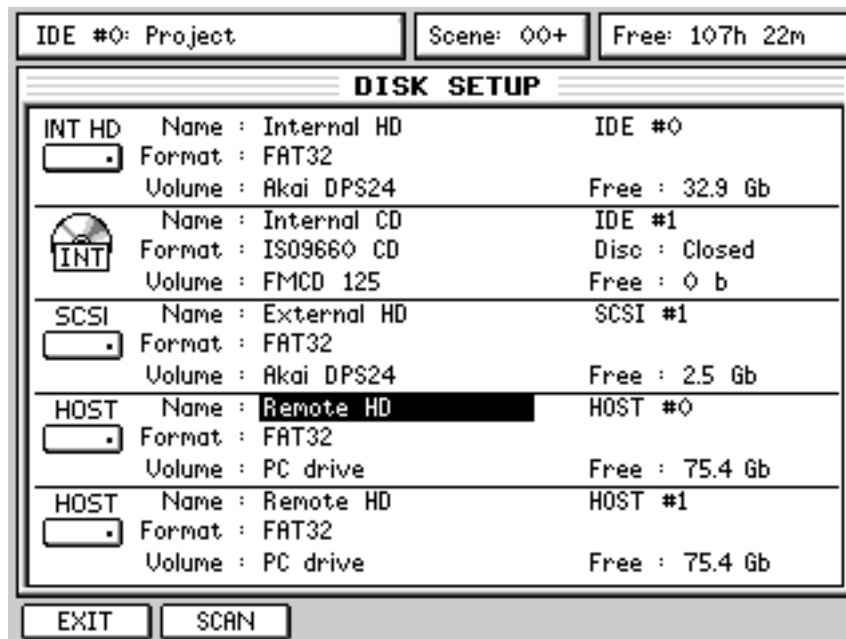 IDE #0: Project Scene: 00+ Free: 107h 22m
DISK SETUP
INT HD Name : Internal HD IDE #0
Format : FAT32
Volume : Akai DPS24 Free : 32.9 Gb
Name : Internal CD IDE #1
INT Format : ISO9660 CD Disc : Closed
Volume : FMCD 125 Free : 0 b
SCSI Name : External HD SCSI #1
Format : FAT32
Volume : Akai DPS24 Free : 2.5 Gb
HOST Name : Remote HD HOST #0
Format : FAT32
Volume : PC drive Free : 75.4 Gb
HOST Name : Remote HD HOST #1
Format : FAT32
Volume : PC drive Free : 75.4 Gb
EXIT SCAN